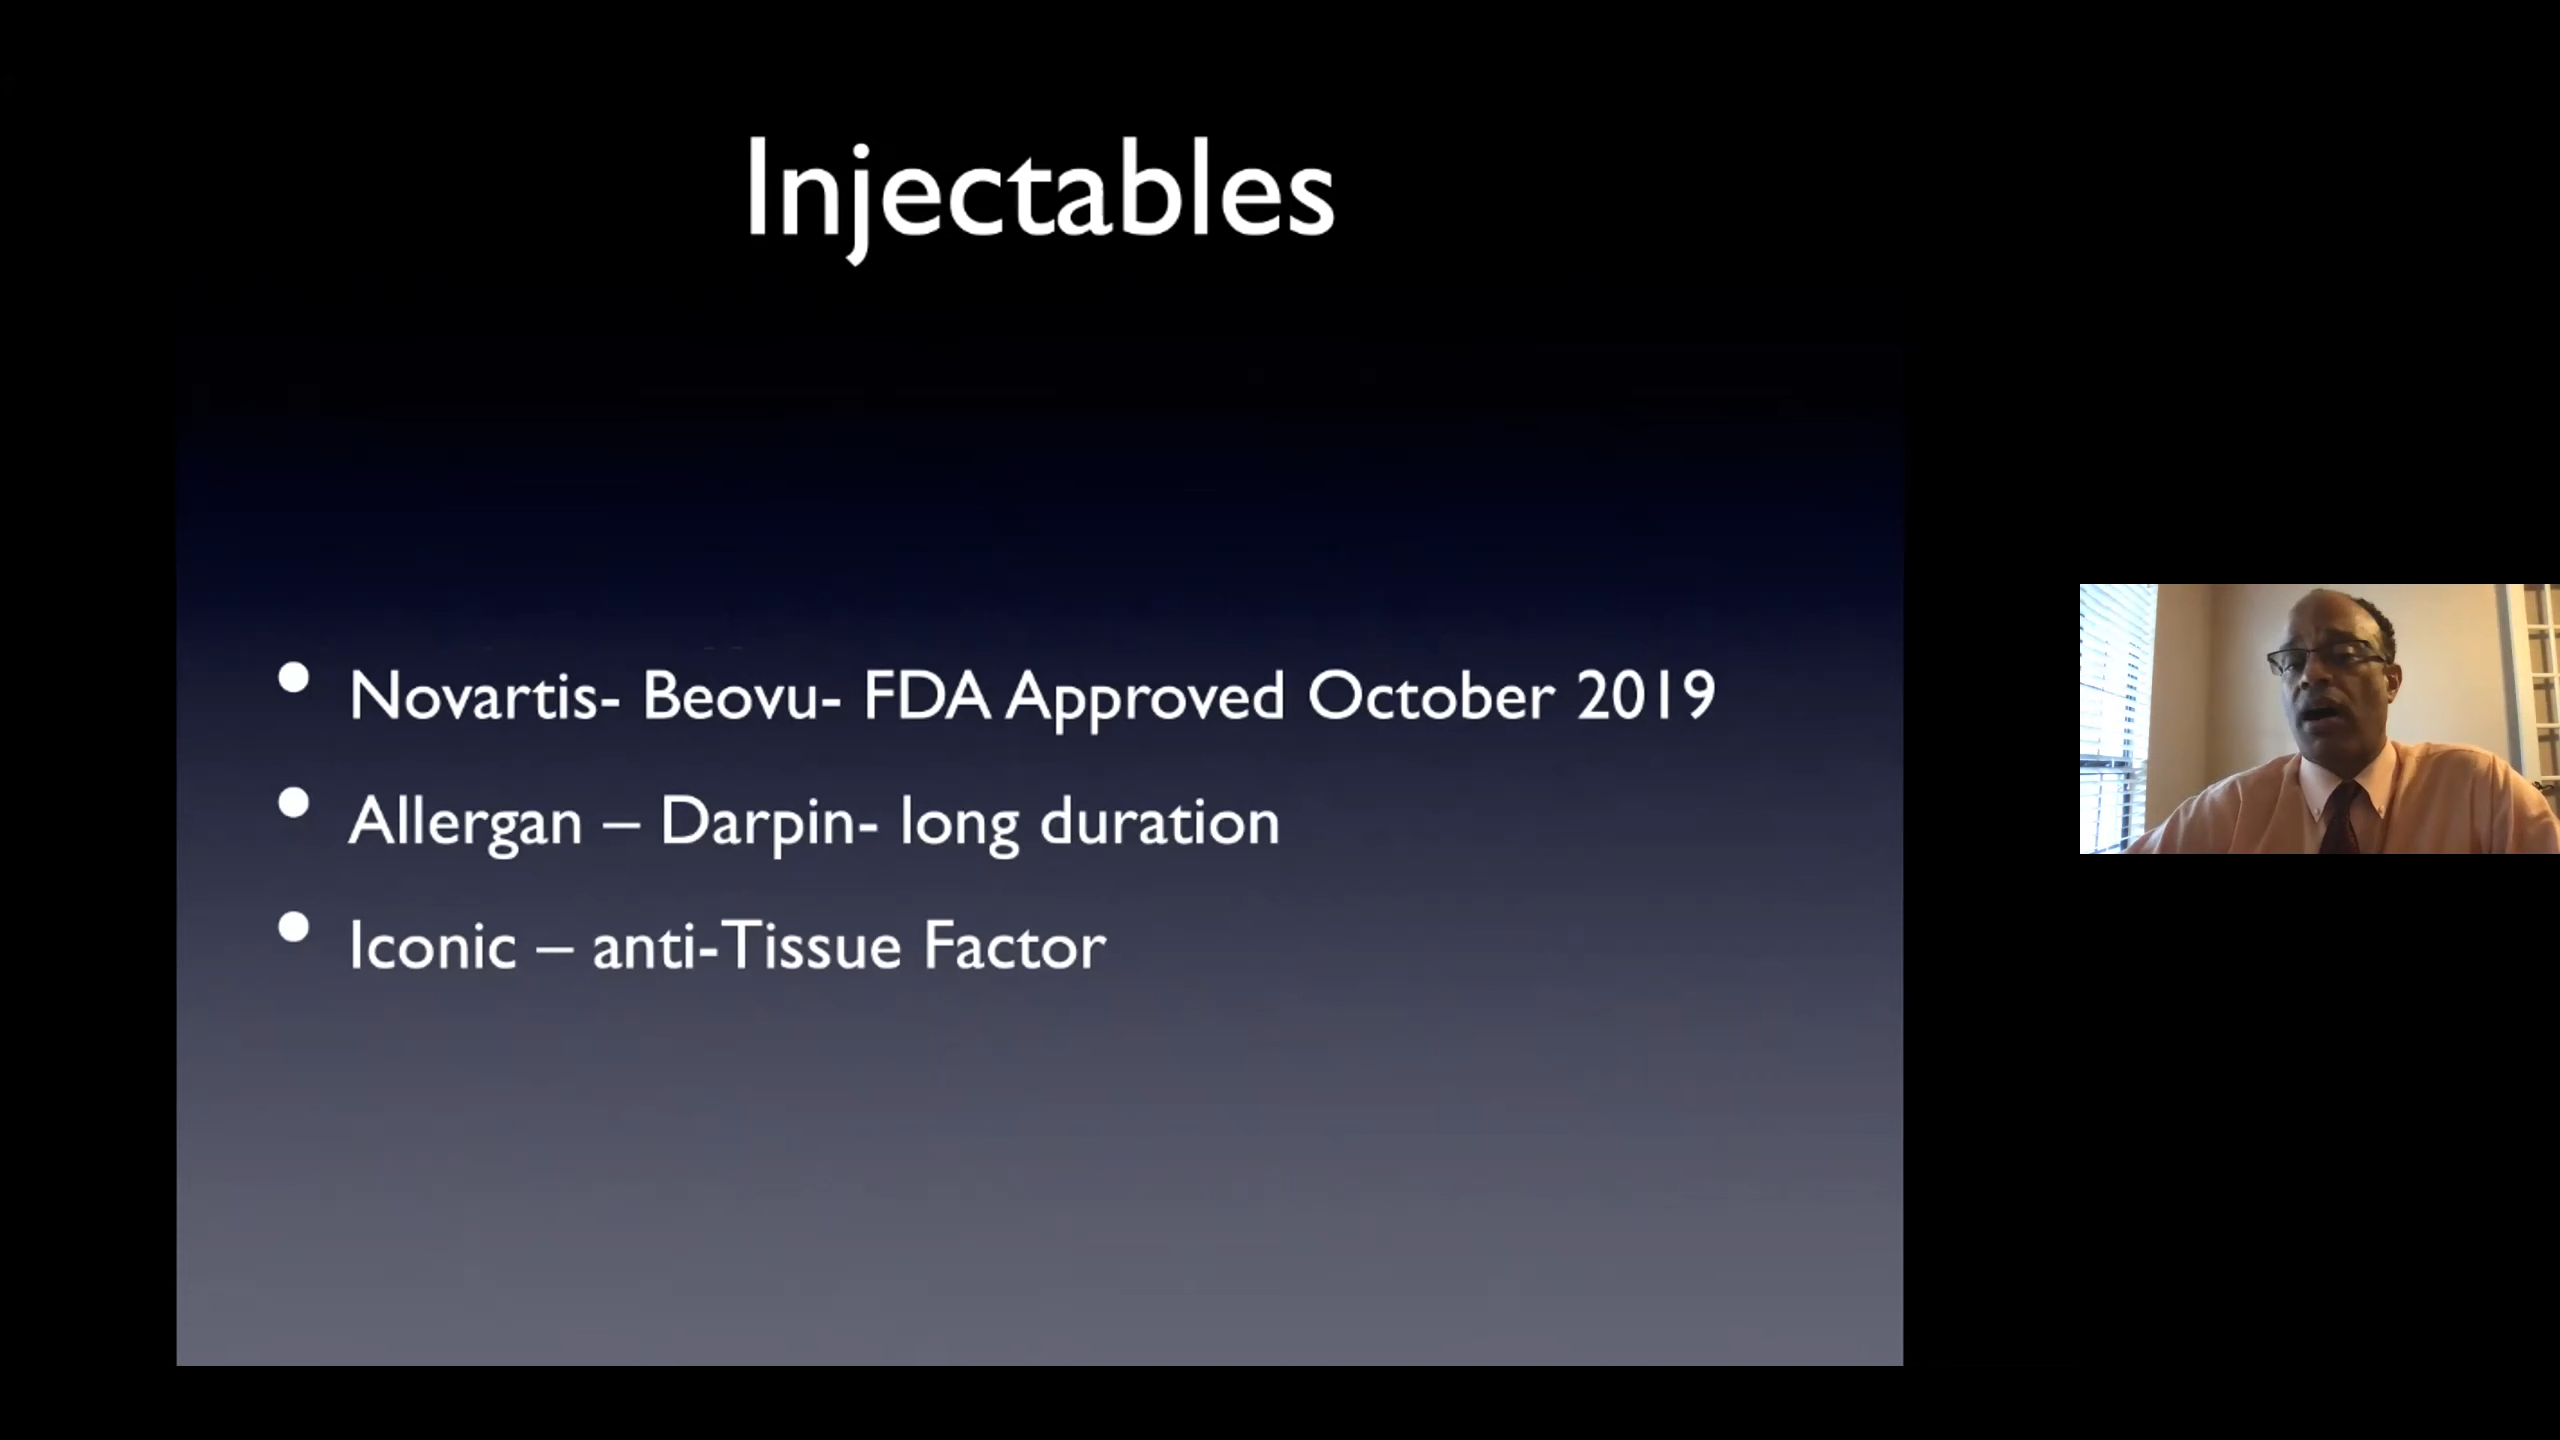 Injectables
• Novartis- Beovu- FDA Approved October 2019
• Allergan – Darpin- long duration
• Iconic – anti-Tissue Factor